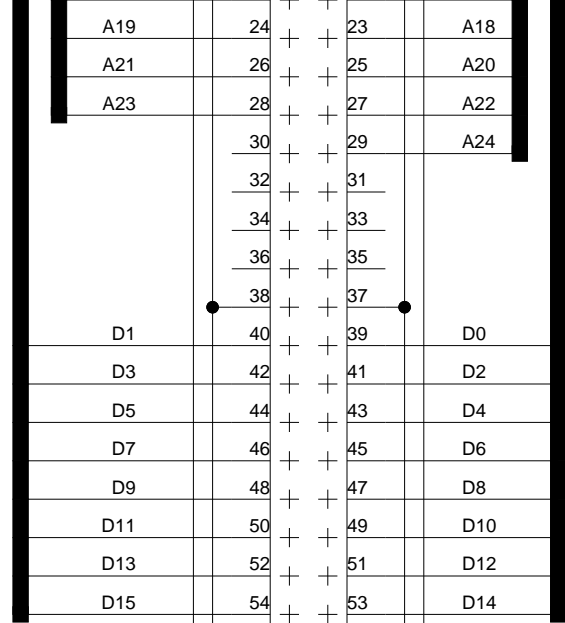 A19 24 23 A18
A21 26 25 A20
A23 28 27 A22
30 29 A24
32 31
34 33
36 35
38 37
D1 40 39 D0
D3 42 41 D2
D5 44 43 D4
D7 46 45 D6
D9 48 47 D8
D11 50 49 D10
D13 52 51 D12
D15 54 53 D14